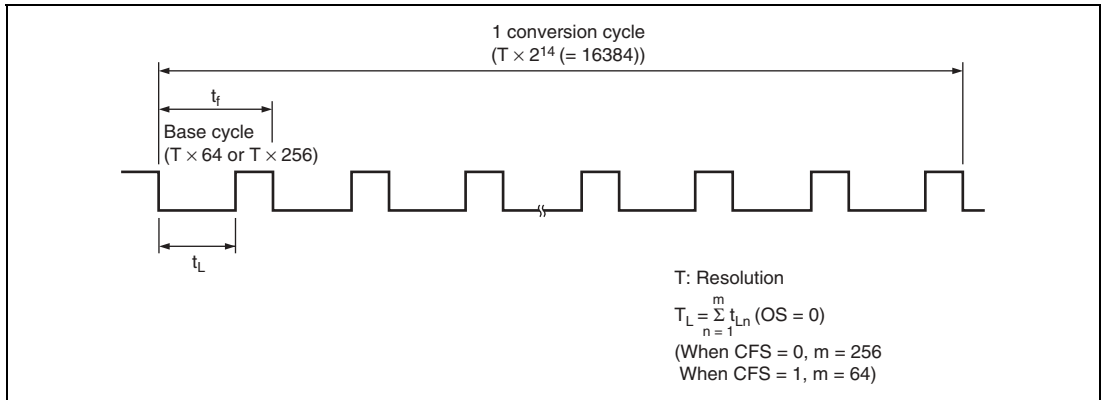 1 conversion cycle
(T × 2¹⁴ (= 16384))
t_f
Base cycle
(T × 64 or T × 256)
t_L
T: Resolution
m
T_L = Σ t_Ln (OS = 0)
n = 1
(When CFS = 0, m = 256
When CFS = 1, m = 64)